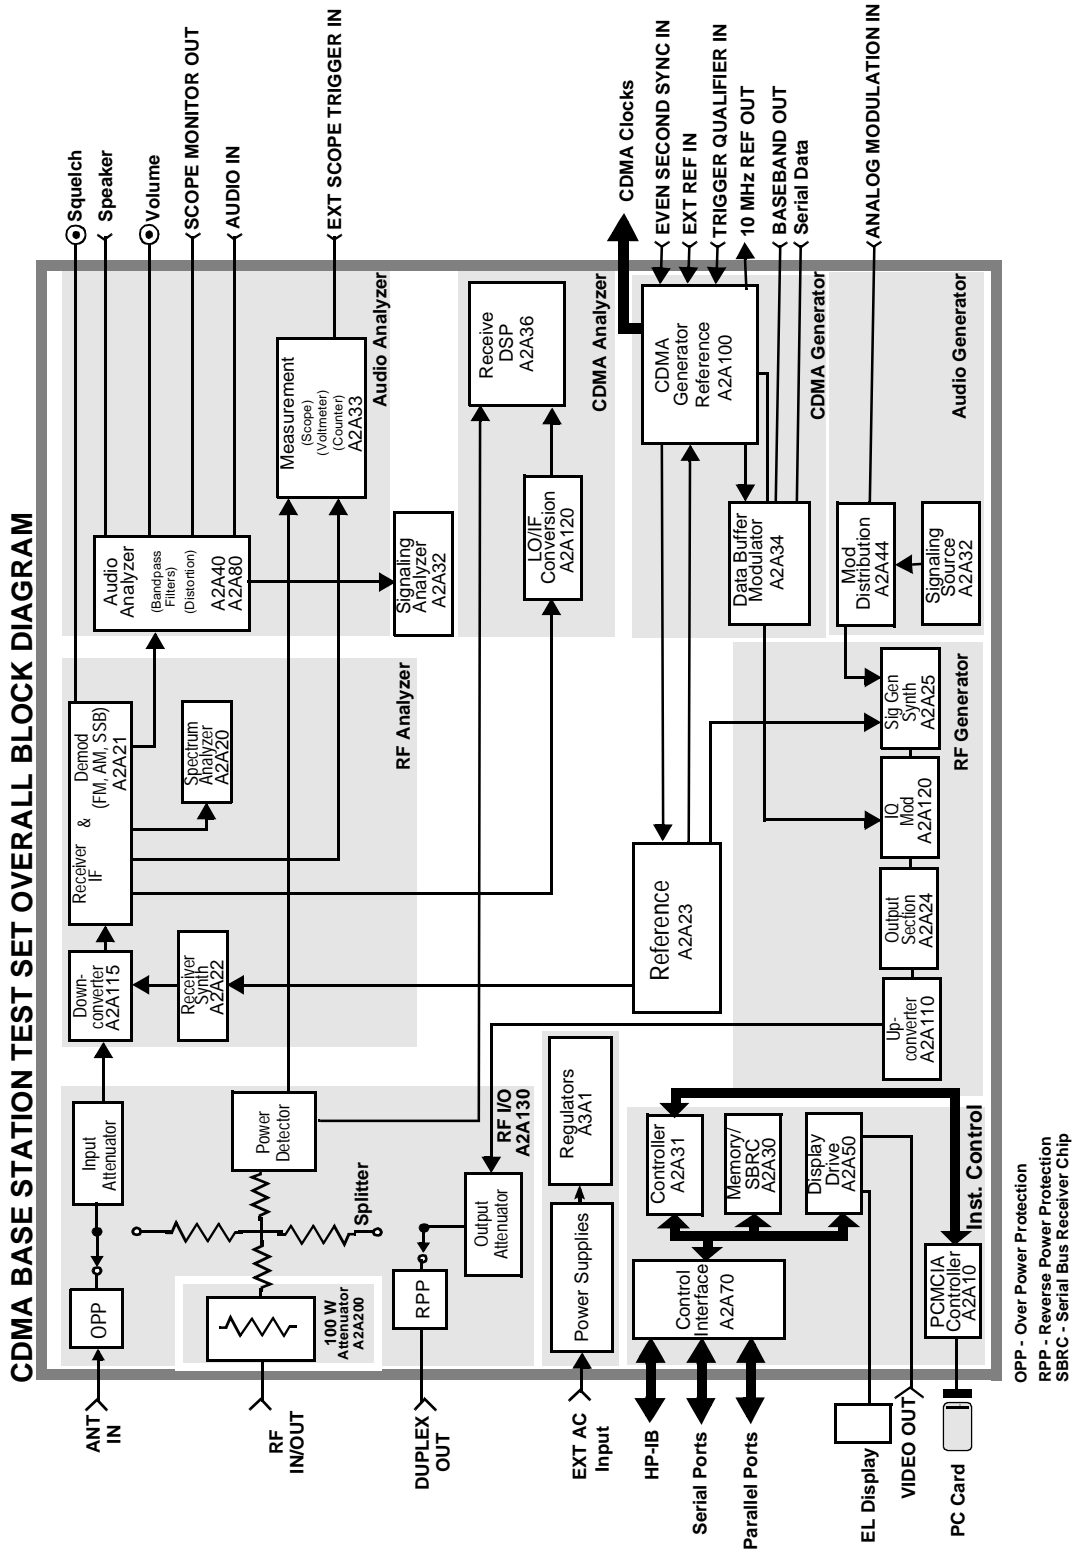 CDMA BASE STATION TEST SET OVERALL BLOCK DIAGRAM
ANT
IN
RF
IN/OUT
DUPLEX
OUT
EXT AC
Input
HP-IB
Serial Ports
Parallel Ports
EL Display
VIDEO OUT
PC Card
OPP
Input
Attenuator
100 W
Attenuator
A2A200
Splitter
Power
Detector
RPP
Output
Attenuator
RF I/O
A2A130
Power Supplies
Regulators
A3A1
Control
Interface
A2A70
Controller
A2A31
Memory/
SBRC
A2A30
Display
Drive
A2A50
PCMCIA
Controller
A2A10
Inst. Control
Down-
converter
A2A115
Receiver
Synth
A2A22
Receiver & Demod
IF (FM, AM, SSB)
A2A21
Spectrum
Analyzer
A2A20
RF Analyzer
Reference
A2A23
Up-
converter
A2A110
Output
Section
A2A24
IQ
Mod
A2A120
Sig Gen
Synth
A2A25
RF Generator
Audio
Analyzer
(Bandpass
Filters)
(Distortion)
A2A40
A2A80
Measurement
(Scope)
(Voltmeter)
(Counter)
A2A33
Audio Analyzer
Signaling
Analyzer
A2A32
LO/IF
Conversion
A2A120
Receive
DSP
A2A36
CDMA Analyzer
CDMA
Generator
Reference
A2A100
Data Buffer
Modulator
A2A34
CDMA Generator
Mod
Distribution
A2A44
Signaling
Source
A2A32
Audio Generator
Squelch
Speaker
Volume
SCOPE MONITOR OUT
AUDIO IN
EXT SCOPE TRIGGER IN
CDMA Clocks
EVEN SECOND SYNC IN
EXT REF IN
TRIGGER QUALIFIER IN
10 MHz REF OUT
BASEBAND OUT
Serial Data
ANALOG MODULATION IN
OPP - Over Power Protection
RPP - Reverse Power Protection
SBRC - Serial Bus Receiver Chip